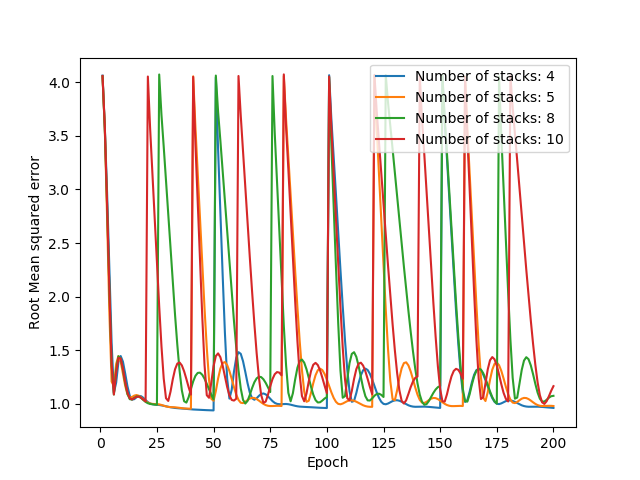 Number of stacks: 4
Number of stacks: 5
Number of stacks: 8
Number of stacks: 10
4.0
3.5
3.0
2.5
2.0
1.5
1.0
Root Mean squared error
0 25 50 75 100 125 150 175 200
Epoch